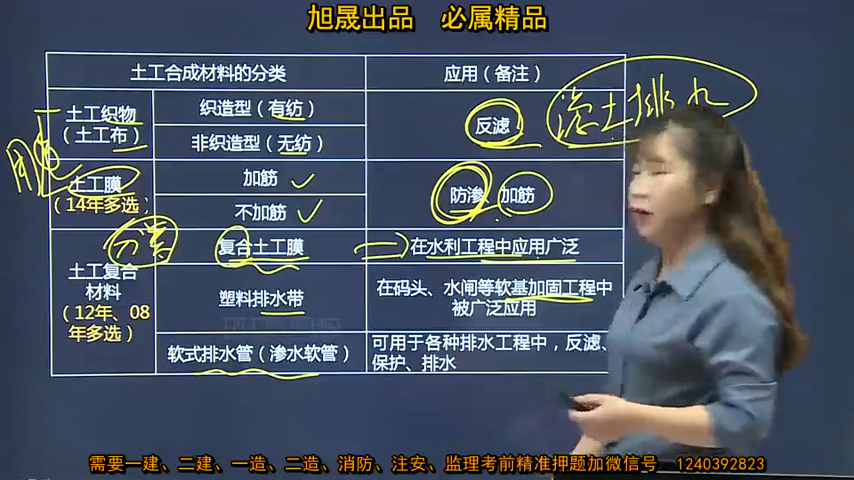 旭晟出品　必属精品
土工合成材料的分类
应用（备注）
土工织物
（土工布）
织造型（有纺）
非织造型（无纺）
反滤
滤土排水
土工膜
（14年多选）
加筋
不加筋
防渗、加筋
分类
土工复合
材料
（12年、08
年多选）
复合土工膜
在水利工程中应用广泛
塑料排水带
在码头、水闸等软基加固工程中
被广泛应用
软式排水管（渗水软管）
可用于各种排水工程中，反滤、
保护、排水
需要一建、二建、一造、二造、消防、注安、监理考前精准押题加微信号　1240392823